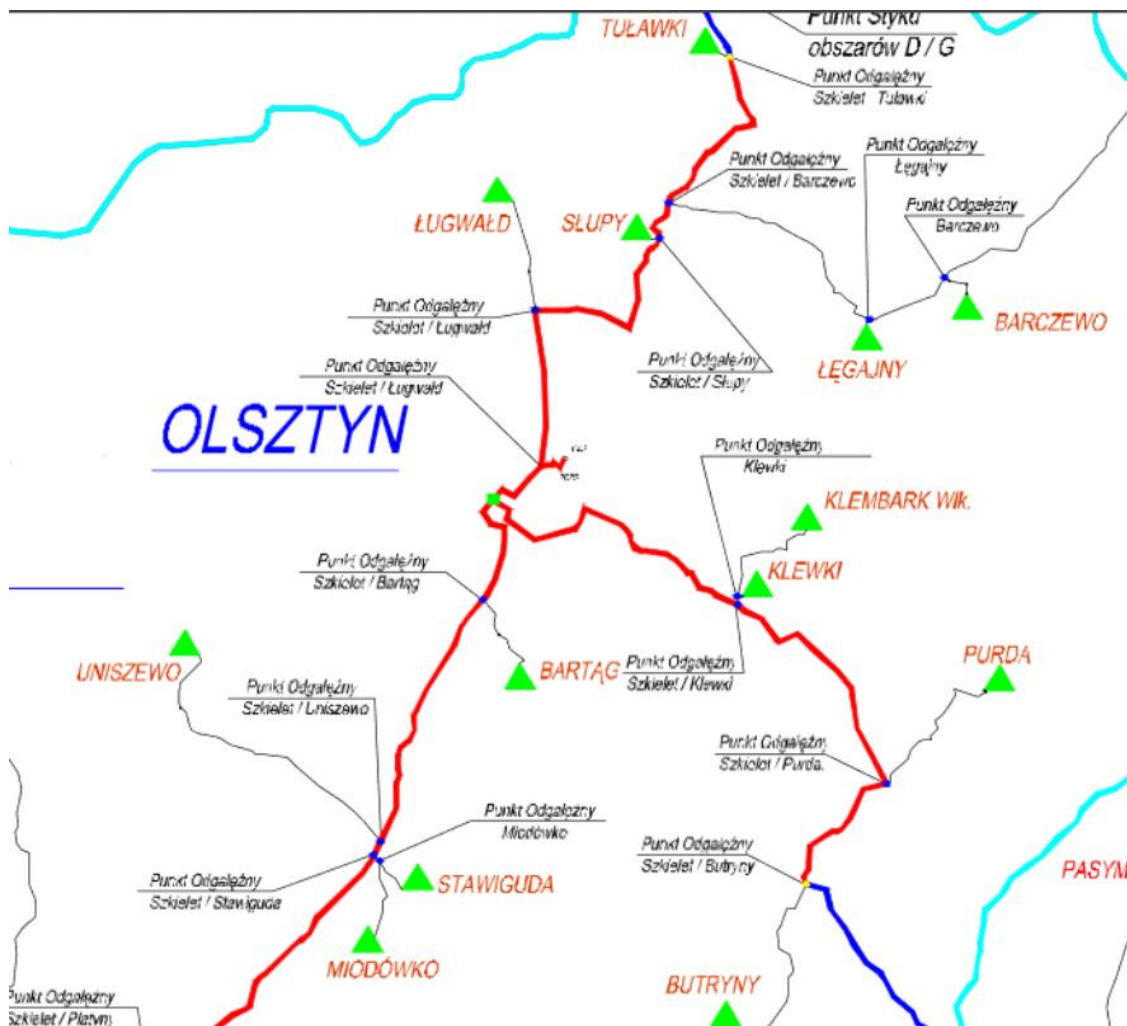 TUŁAWKI
Punkt Styku
obszarów D / G
Punkt Odgałęźny
Szkielet / Tuławki
Punkt Odgałęźny
Szkielet / Barczewo
Punkt Odgałęźny
Łęgajny
Punkt Odgałęźny
Barczewo
ŁUGWAŁD
SŁUPY
Punkt Odgałęźny
Szkielet / Ługwałd
BARCZEWO
Punkt Odgałęźny
Szkielet / Słupy
ŁĘGAJNY
Punkt Odgałęźny
Szkielet / Ługwałd
OLSZTYN
Punkt Odgałęźny
Klewki
KLEMBARK Wlk.
Punkt Odgałęźny
Szkielet / Bartąg
KLEWKI
UNISZEWO
BARTĄG
Punkt Odgałęźny
Szkielet / Klewki
PURDA
Punkt Odgałęźny
Szkielet / Uniszewo
Punkt Odgałęźny
Szkielet / Purda.
Punkt Odgałęźny
Miodówko
Punkt Odgałęźny
Szkielet / Butryny
PASYM
Punkt Odgałęźny
Szkielet / Stawiguda
STAWIGUDA
MIODÓWKO
BUTRYNY
Punkt Odgałęźny
Szkielet / Platyny